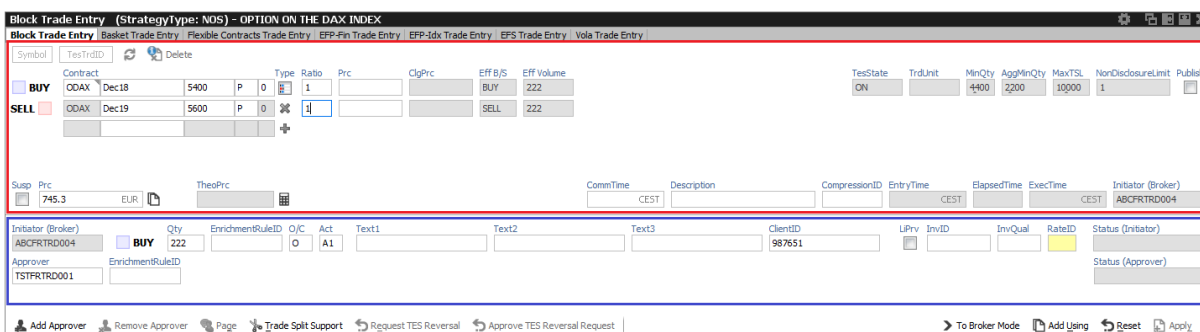 Block Trade Entry (StrategyType: NOS) - OPTION ON THE DAX INDEX
Block Trade Entry Basket Trade Entry Flexible Contracts Trade Entry EFP-Fin Trade Entry EFP-Idx Trade Entry EFS Trade Entry Vola Trade Entry
Symbol TesTrdID Delete
Contract Type Ratio Prc ClgPrc Eff B/S Eff Volume TesState TrdUnit MinQty AggMinQty MaxTSL NonDisclosureLimit Publis
BUY ODAX Dec18 5400 P 0 1 BUY 222 ON 4400 2200 10000 1
SELL ODAX Dec19 5600 P 0 1 SELL 222
Susp Prc TheoPrc CommTime Description CompressionID EntryTime ElapsedTime ExecTime Initiator (Broker)
745.3 EUR CEST CEST CEST ABCFRTRD004
Initiator (Broker) Qty EnrichmentRuleID O/C Act Text1 Text2 Text3 ClientID LiPrv InvID InvQual RateID Status (Initiator)
ABCFRTRD004 BUY 222 O A1 987651
Approver EnrichmentRuleID Status (Approver)
TSTFRTRD001
Add Approver Remove Approver Page Trade Split Support Request TES Reversal Approve TES Reversal Request To Broker Mode Add Using Reset Apply